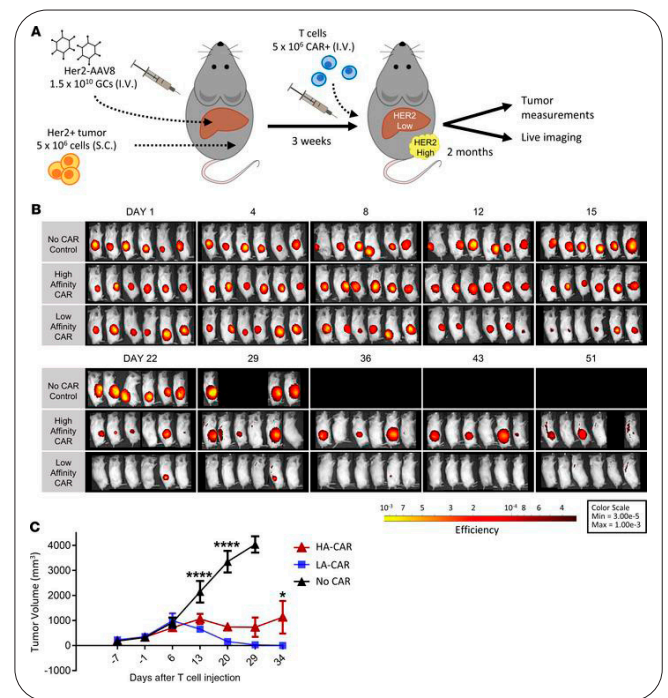 A
Her2-AAV8
1.5 x 10¹⁰ GCs (I.V.)
Her2+ tumor
5 x 10⁶ cells (S.C.)
3 weeks
T cells
5 x 10⁶ CAR+ (I.V.)
HER2
Low
HER2
High
2 months
Tumor
measurements
Live imaging
B
DAY 1 4 8 12 15
No CAR
Control
High
Affinity
CAR
Low
Affinity
CAR
DAY 22 29 36 43 51
No CAR
Control
High
Affinity
CAR
Low
Affinity
CAR
10⁻³ 8 6 5 4 3 2 10⁻⁴ 8 6 5 4
Efficiency
Color Scale
Min = 3.00e-5
Max = 1.00e-3
C
Tumor Volume (mm³)
4000
3000
2000
1000
0
-1000
****
****
*
HA-CAR
LA-CAR
No CAR
-7 -1 6 13 20 29 34
Days after T cell injection